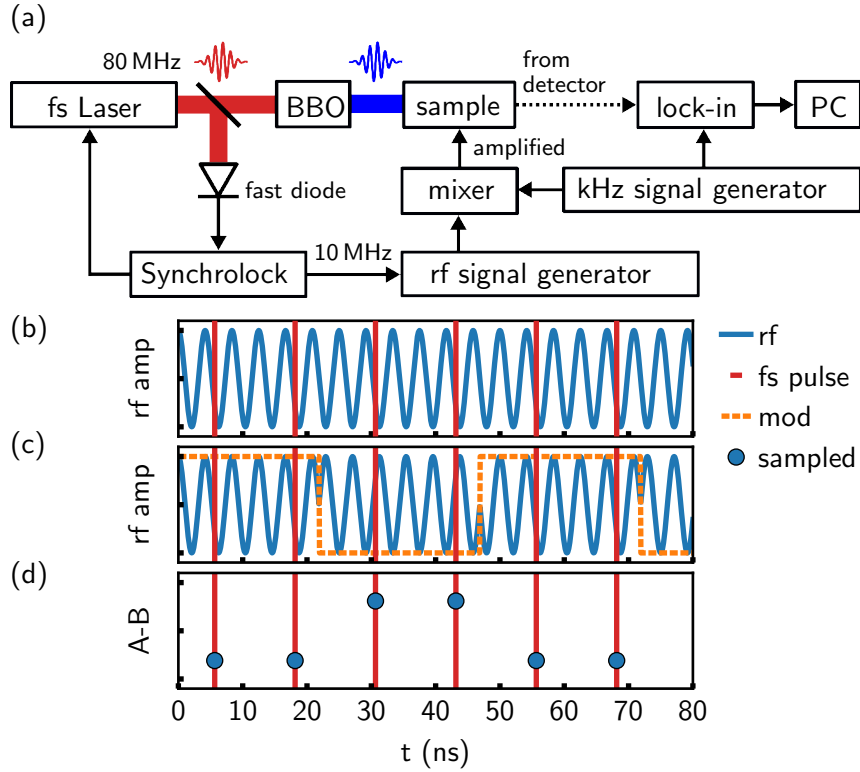 (a)
80 MHz
from
detector
fs Laser
BBO
sample
lock-in
PC
amplified
fast diode
mixer
kHz signal generator
10 MHz
Synchrolock
rf signal generator
(b)
rf amp
rf
fs pulse
mod
sampled
(c)
rf amp
(d)
A-B
0 10 20 30 40 50 60 70 80
t (ns)